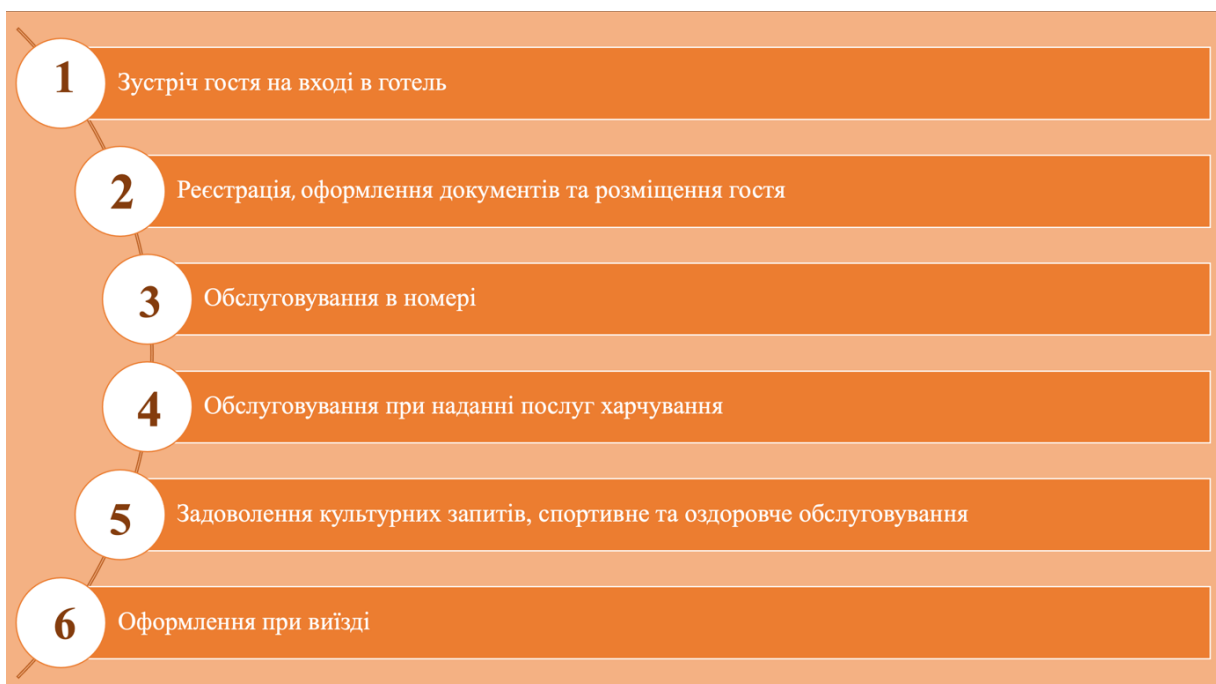 1
Зустріч гостя на вході в готель
2
Реєстрація, оформлення документів та розміщення гостя
3
Обслуговування в номері
4
Обслуговування при наданні послуг харчування
5
Задоволення культурних запитів, спортивне та оздоровче обслуговування
6
Оформлення при виїзді